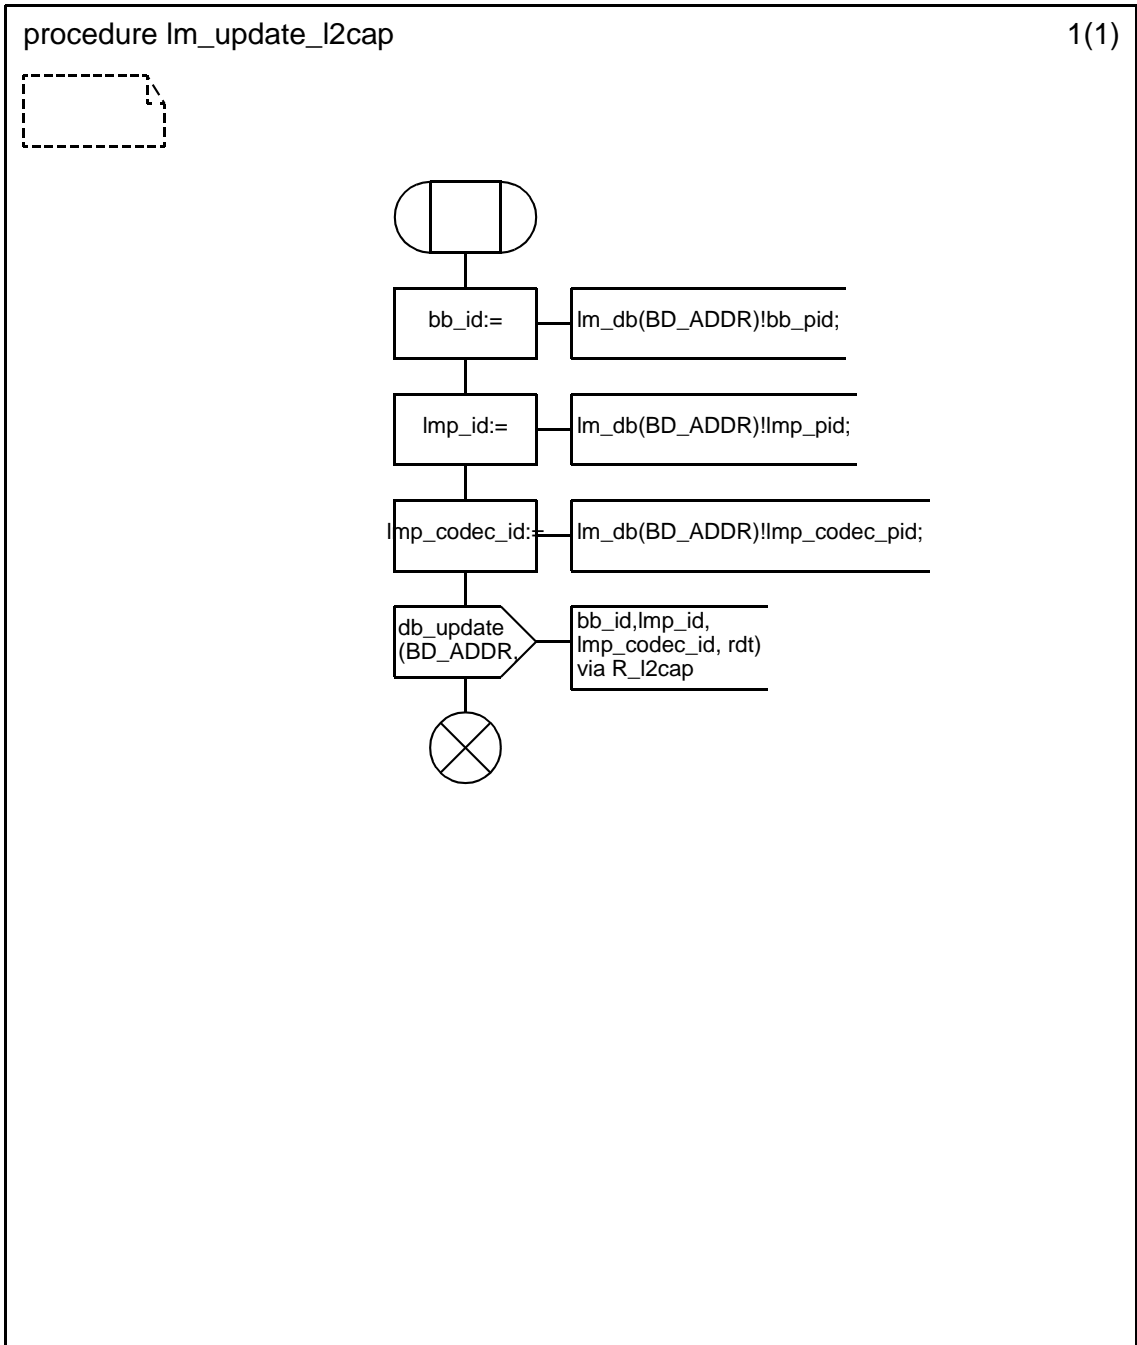 procedure lm_update_l2cap 1(1)
bb_id:= lm_db(BD_ADDR)!bb_pid;
lmp_id:= lm_db(BD_ADDR)!lmp_pid;
lmp_codec_id:= lm_db(BD_ADDR)!lmp_codec_pid;
db_update
(BD_ADDR,
bb_id,lmp_id,
lmp_codec_id, rdt)
via R_l2cap